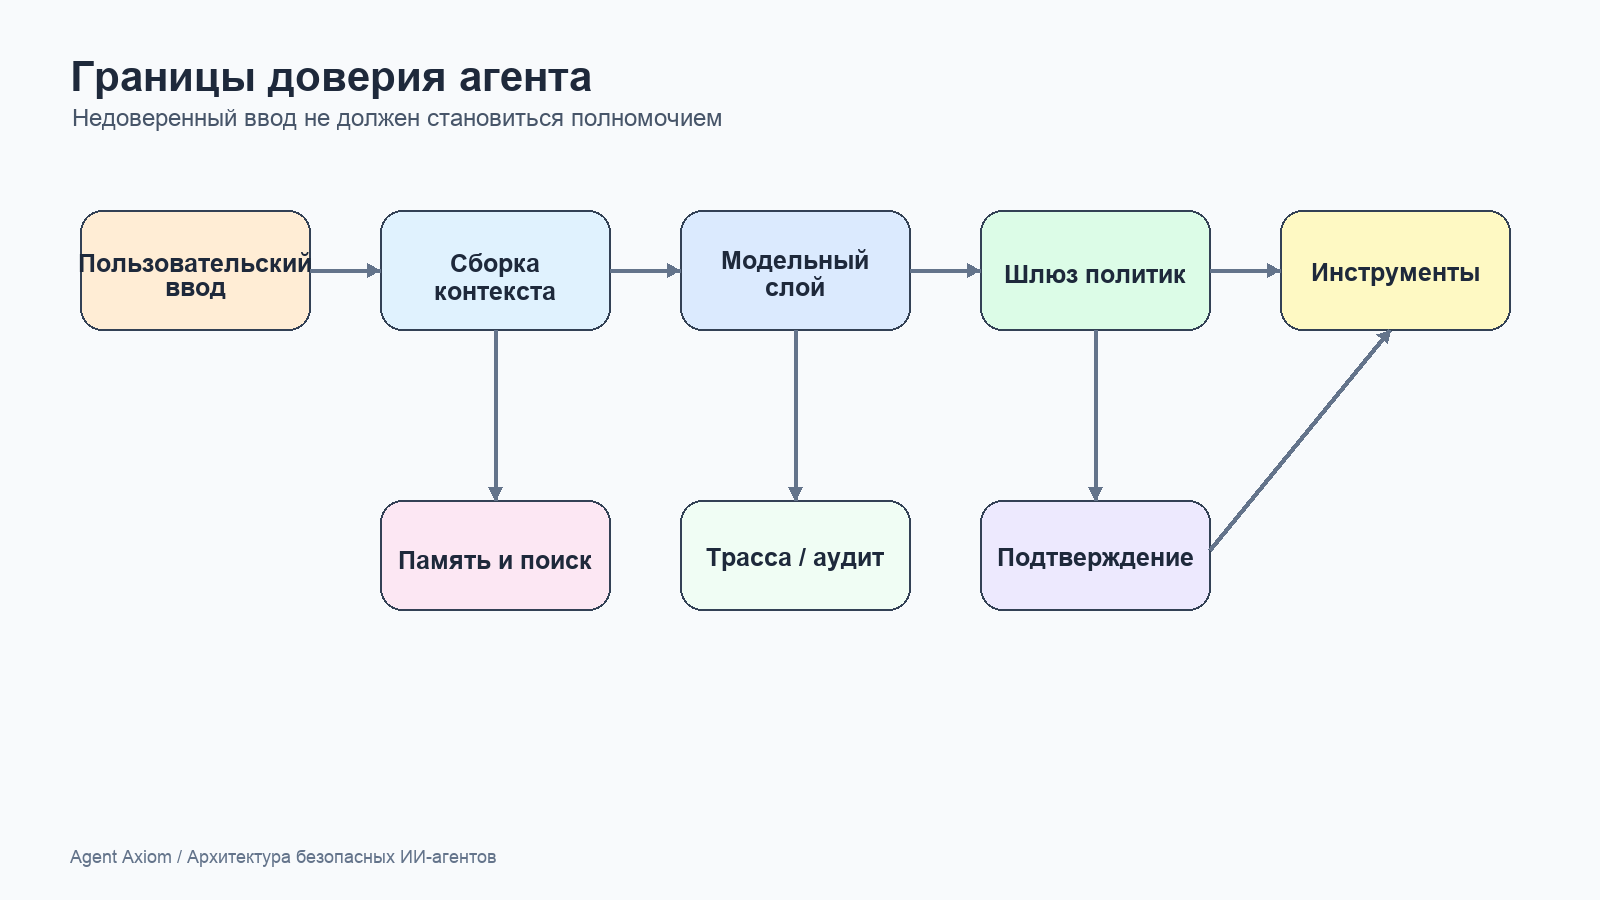 Границы доверия агента
Недоверенный ввод не должен становиться полномочием
Пользовательский
ввод
Сборка
контекста
Модельный
слой
Шлюз политик
Инструменты
Память и поиск
Трасса / аудит
Подтверждение
Agent Axiom / Архитектура безопасных ИИ-агентов